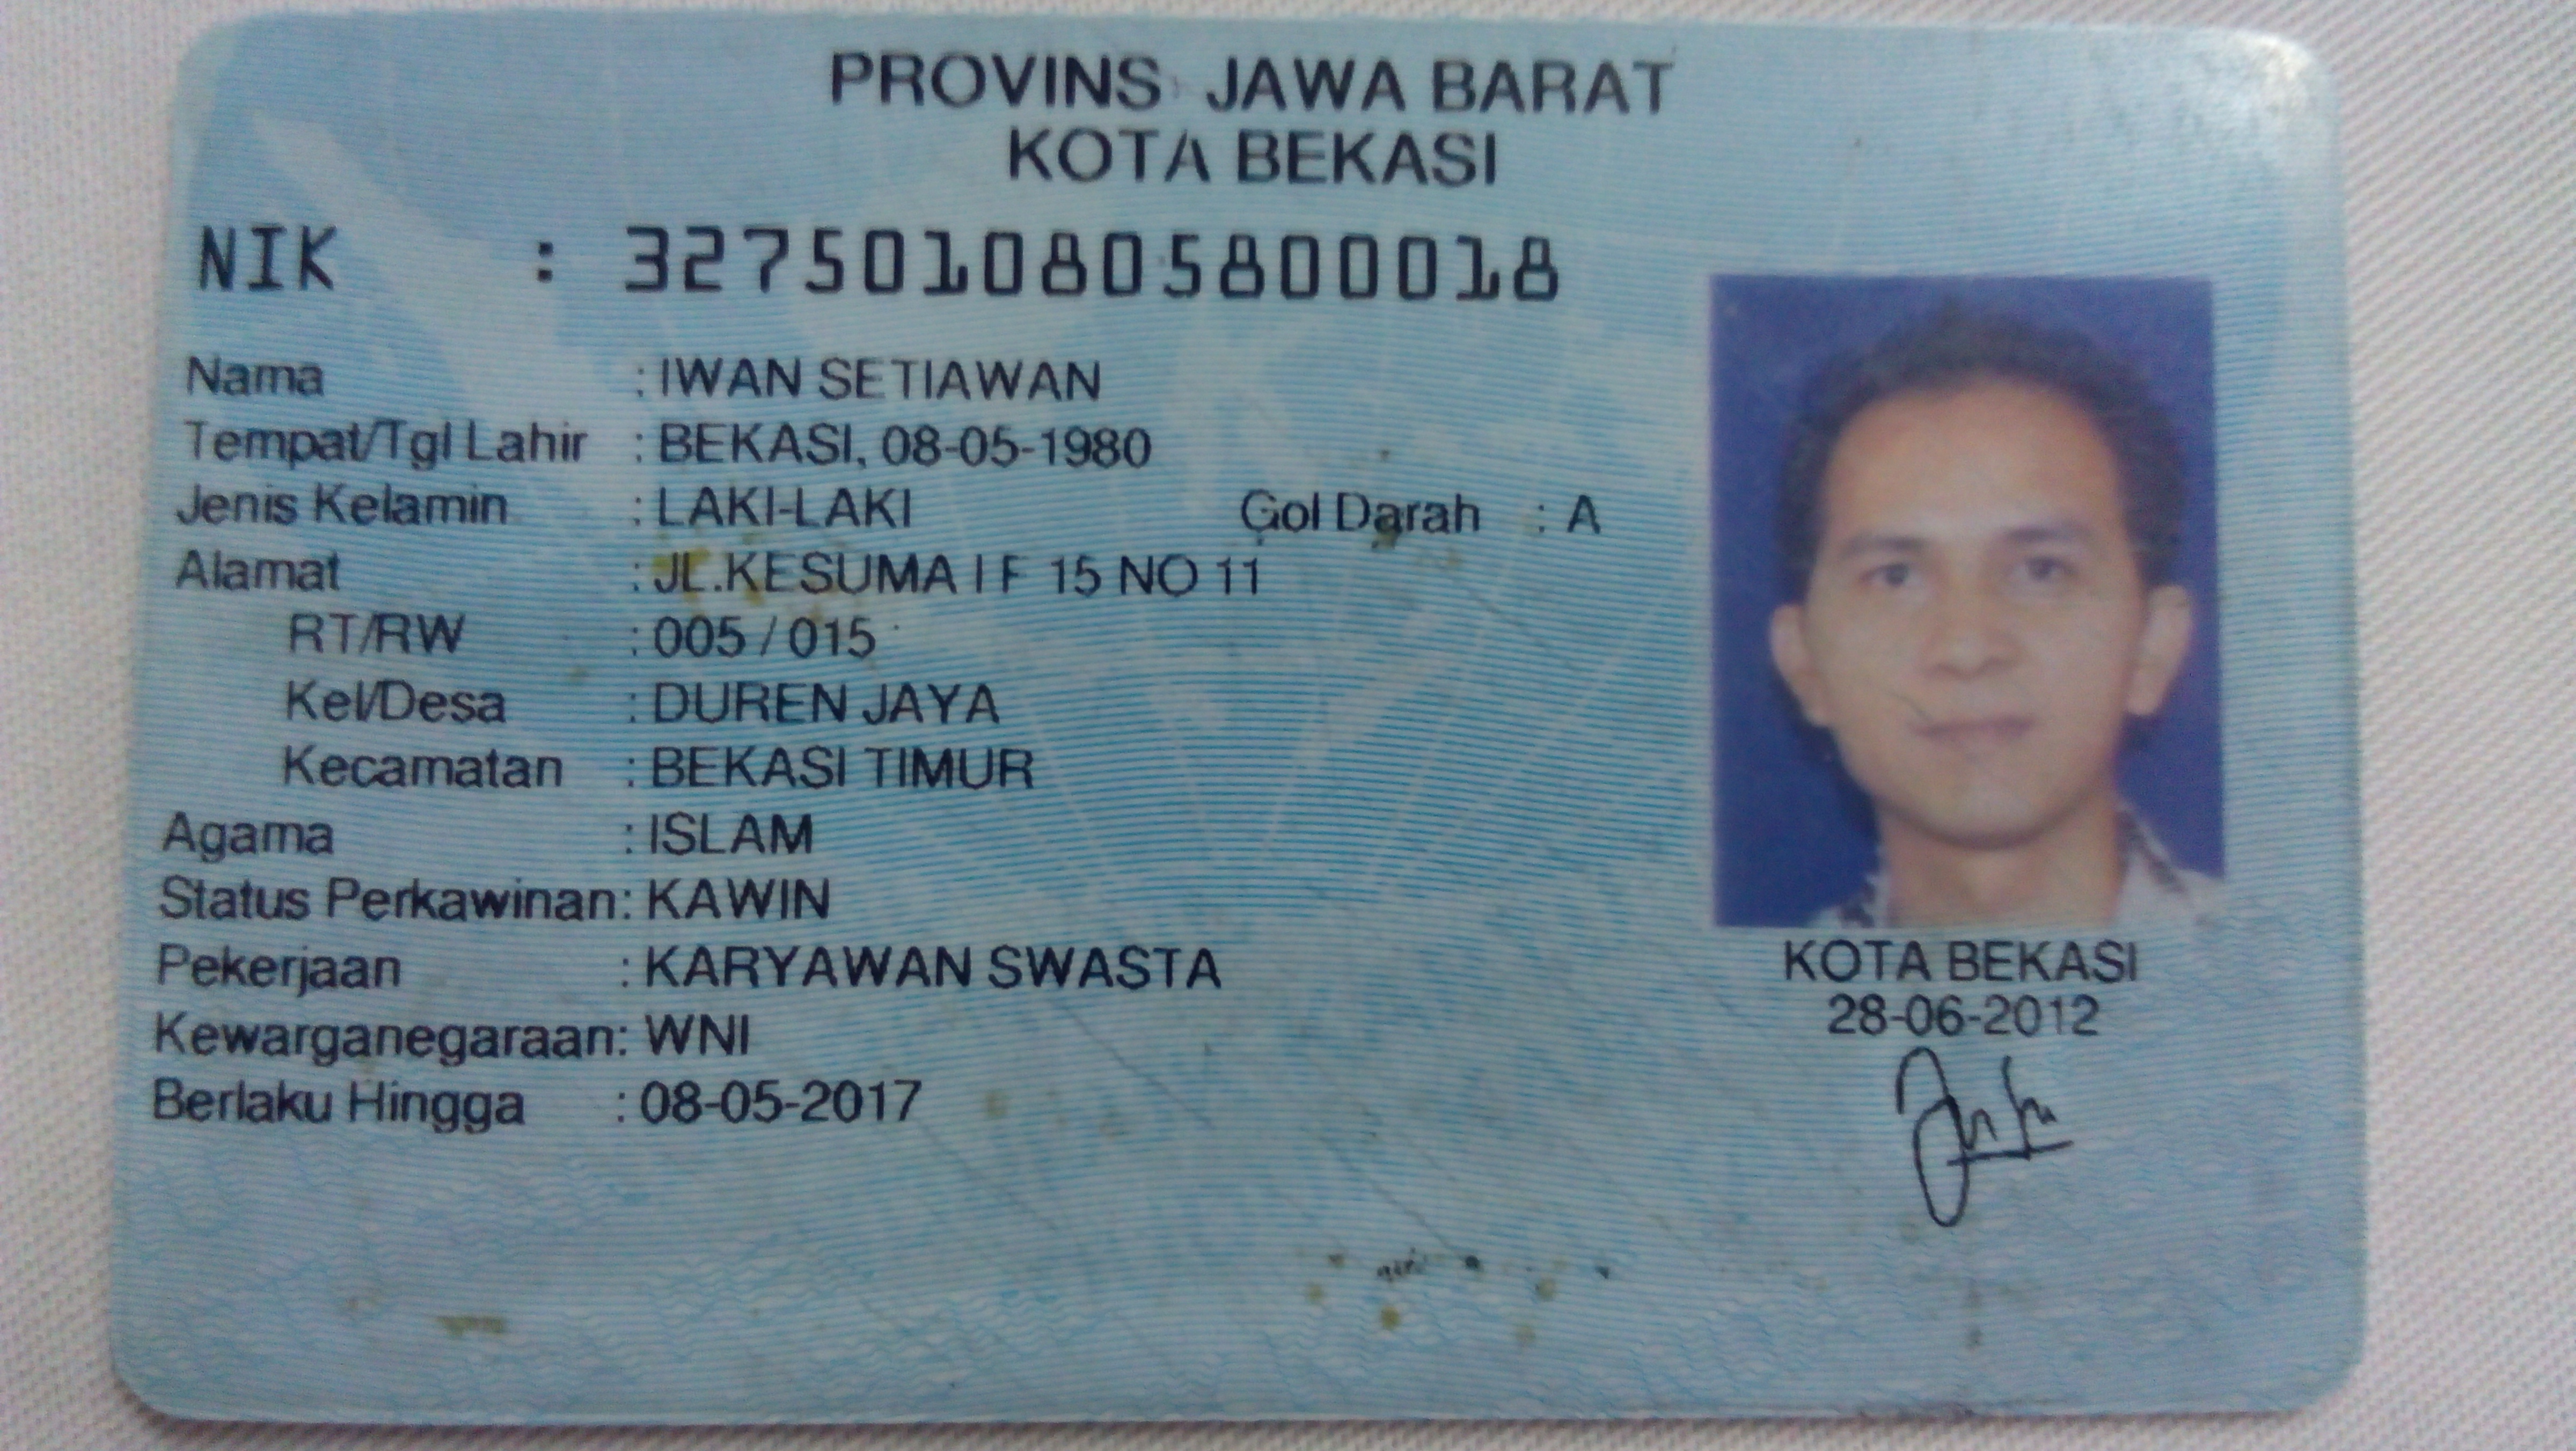 PROVINS JAWA BARAT
KOTA BEKASI
NIK : 3275010805800018
Nama : IWAN SETIAWAN
Tempat/Tgl Lahir : BEKASI, 08-05-1980
Jenis Kelamin : LAKI-LAKI Gol Darah : A
Alamat : JL.KESUMA I F 15 NO 11
RT/RW : 005 / 015
Kel/Desa : DUREN JAYA
Kecamatan : BEKASI TIMUR
Agama : ISLAM
Status Perkawinan : KAWIN
Pekerjaan : KARYAWAN SWASTA
Kewarganegaraan : WNI
Berlaku Hingga : 08-05-2017
KOTA BEKASI
28-06-2012